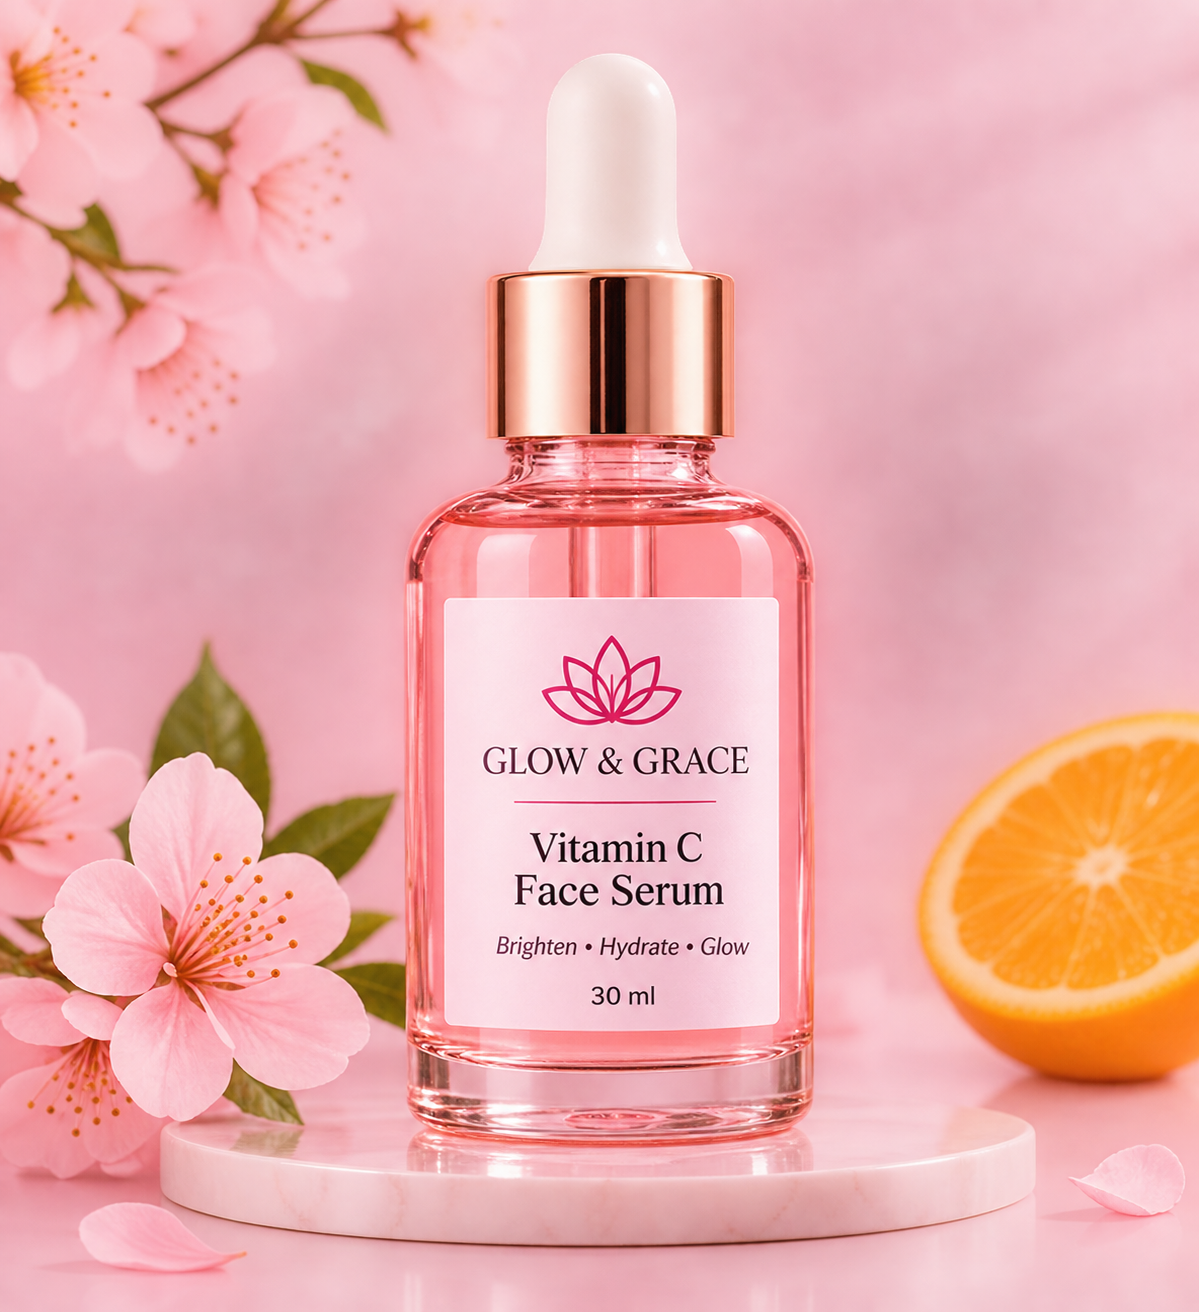 GLOW & GRACE
Vitamin C
Face Serum
Brighten • Hydrate • Glow
30 ml